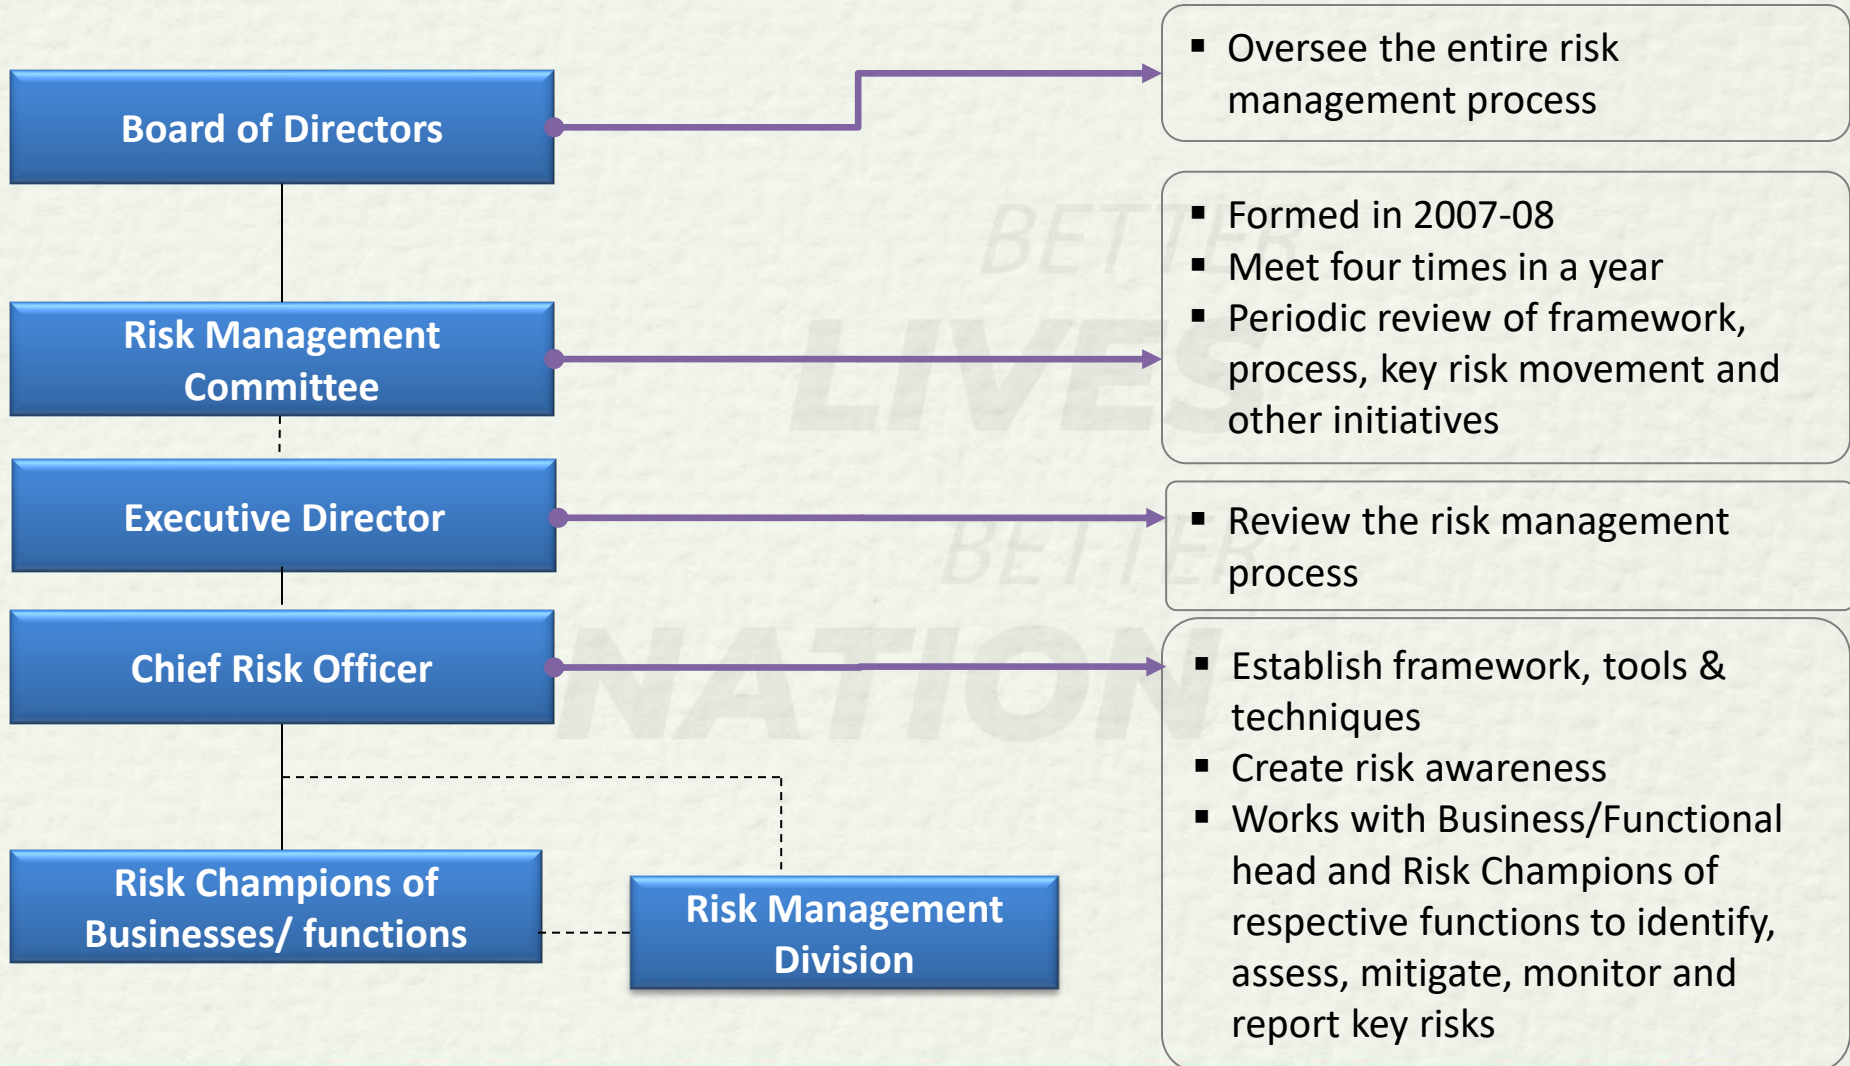 Board of Directors
▪ Oversee the entire risk
management process
Risk Management
Committee
▪ Formed in 2007-08
▪ Meet four times in a year
▪ Periodic review of framework,
process, key risk movement and
other initiatives
Executive Director
▪ Review the risk management
process
Chief Risk Officer
▪ Establish framework, tools &
techniques
▪ Create risk awareness
▪ Works with Business/Functional
head and Risk Champions of
respective functions to identify,
assess, mitigate, monitor and
report key risks
Risk Champions of
Businesses/ functions
Risk Management
Division
BETTER
LIVES
BETTER
NATION